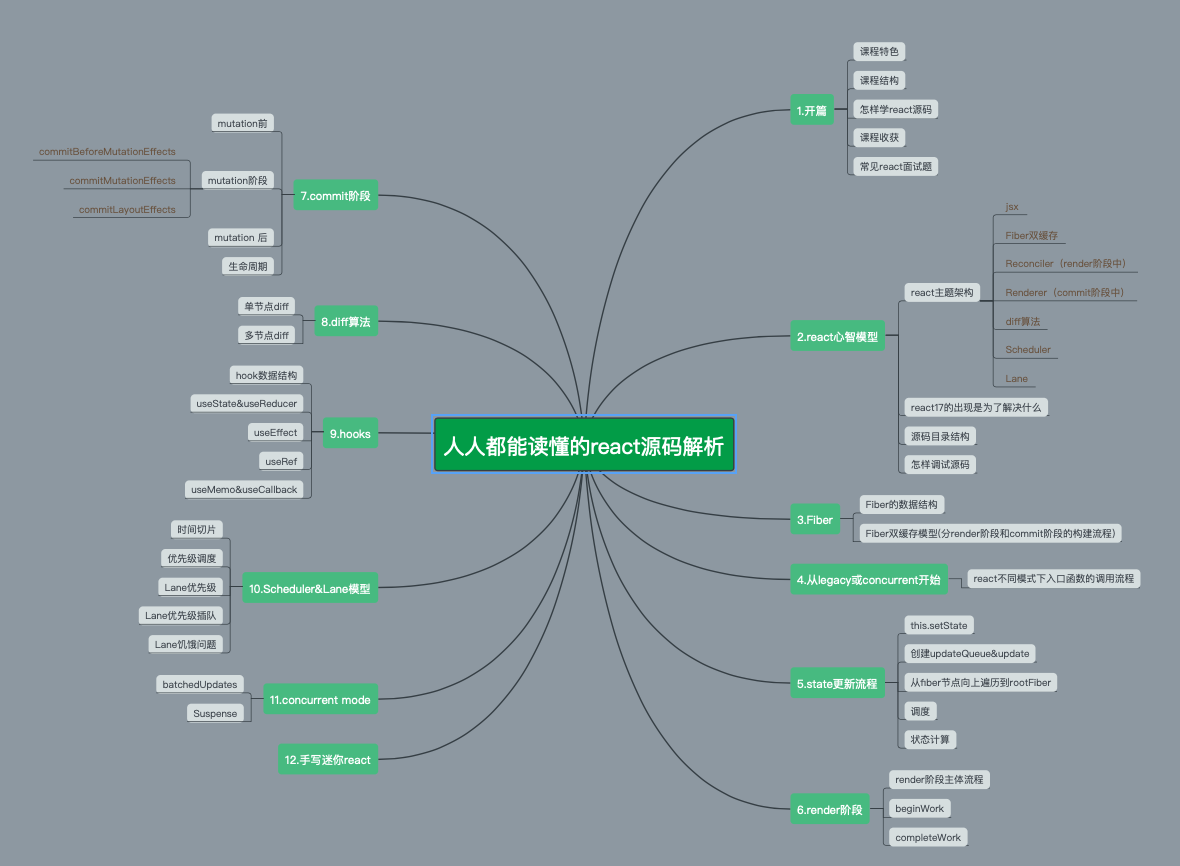 人人都能读懂的react源码解析
1.开篇
课程特色
课程结构
怎样学react源码
课程收获
常见react面试题
2.react心智模型
react主题架构
jsx
Fiber双缓存
Reconciler（render阶段中）
Renderer（commit阶段中）
diff算法
Scheduler
Lane
react17的出现是为了解决什么
源码目录结构
怎样调试源码
3.Fiber
Fiber的数据结构
Fiber双缓存模型(分render阶段和commit阶段的构建流程)
4.从legacy或concurrent开始
react不同模式下入口函数的调用流程
5.state更新流程
this.setState
创建updateQueue&update
从fiber节点向上遍历到rootFiber
调度
状态计算
6.render阶段
render阶段主体流程
beginWork
completeWork
7.commit阶段
mutation前
mutation阶段
commitBeforeMutationEffects
commitMutationEffects
commitLayoutEffects
mutation 后
生命周期
8.diff算法
单节点diff
多节点diff
9.hooks
hook数据结构
useState&useReducer
useEffect
useRef
useMemo&useCallback
10.Scheduler&Lane模型
时间切片
优先级调度
Lane优先级
Lane优先级插队
Lane饥饿问题
11.concurrent mode
batchedUpdates
Suspense
12.手写迷你react